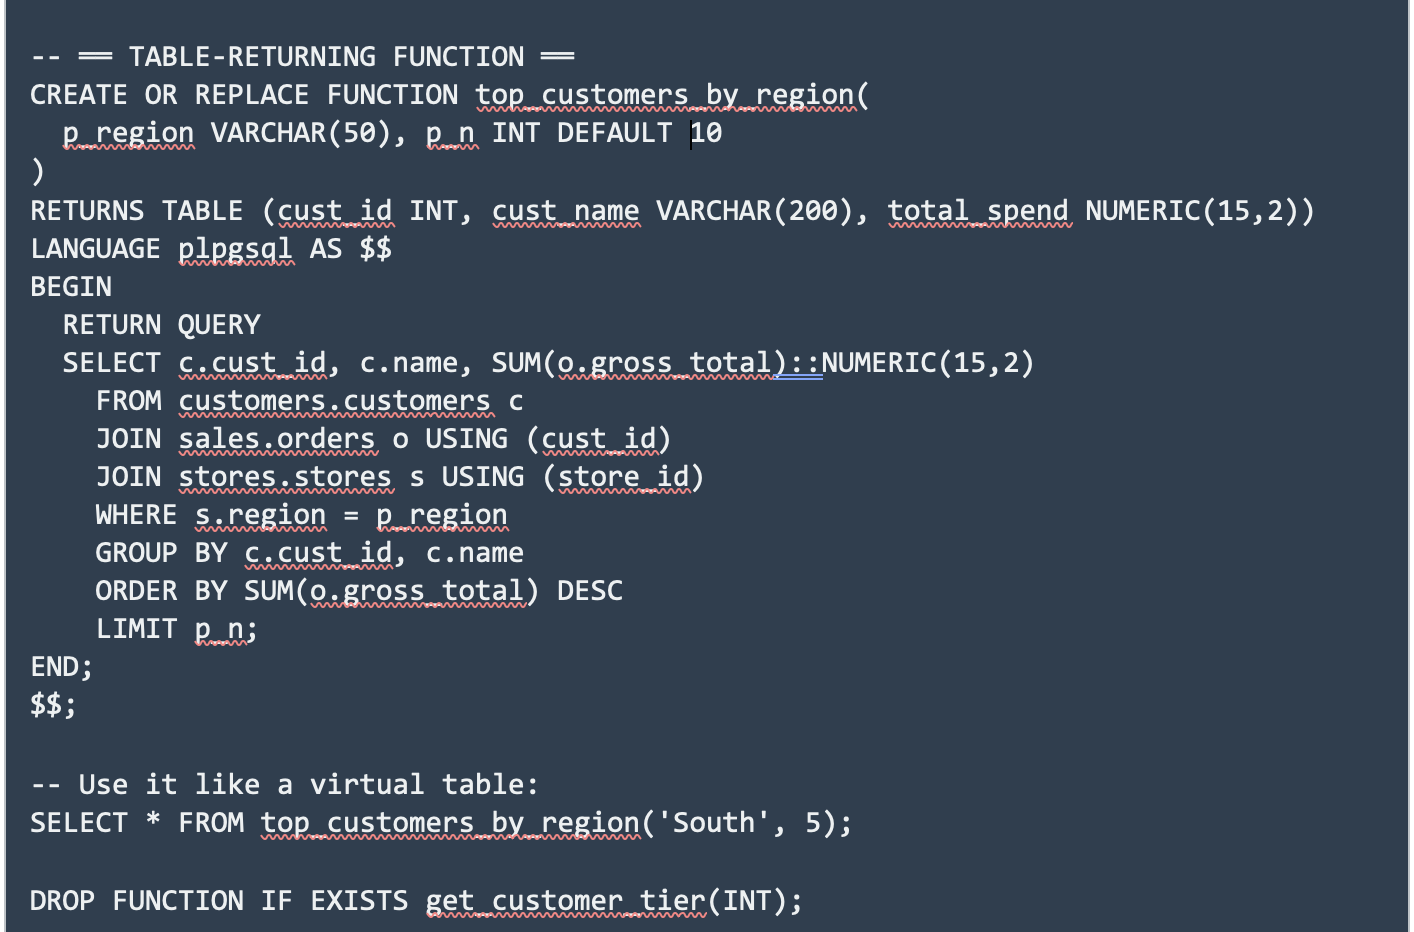 -- ══ TABLE-RETURNING FUNCTION ══
CREATE OR REPLACE FUNCTION top_customers_by_region(
  p_region VARCHAR(50), p_n INT DEFAULT 10
)
RETURNS TABLE (cust_id INT, cust_name VARCHAR(200), total_spend NUMERIC(15,2))
LANGUAGE plpgsql AS $$
BEGIN
  RETURN QUERY
  SELECT c.cust_id, c.name, SUM(o.gross_total)::NUMERIC(15,2)
    FROM customers.customers c
    JOIN sales.orders o USING (cust_id)
    JOIN stores.stores s USING (store_id)
    WHERE s.region = p_region
    GROUP BY c.cust_id, c.name
    ORDER BY SUM(o.gross_total) DESC
    LIMIT p_n;
END;
$$;

-- Use it like a virtual table:
SELECT * FROM top_customers_by_region('South', 5);

DROP FUNCTION IF EXISTS get_customer_tier(INT);